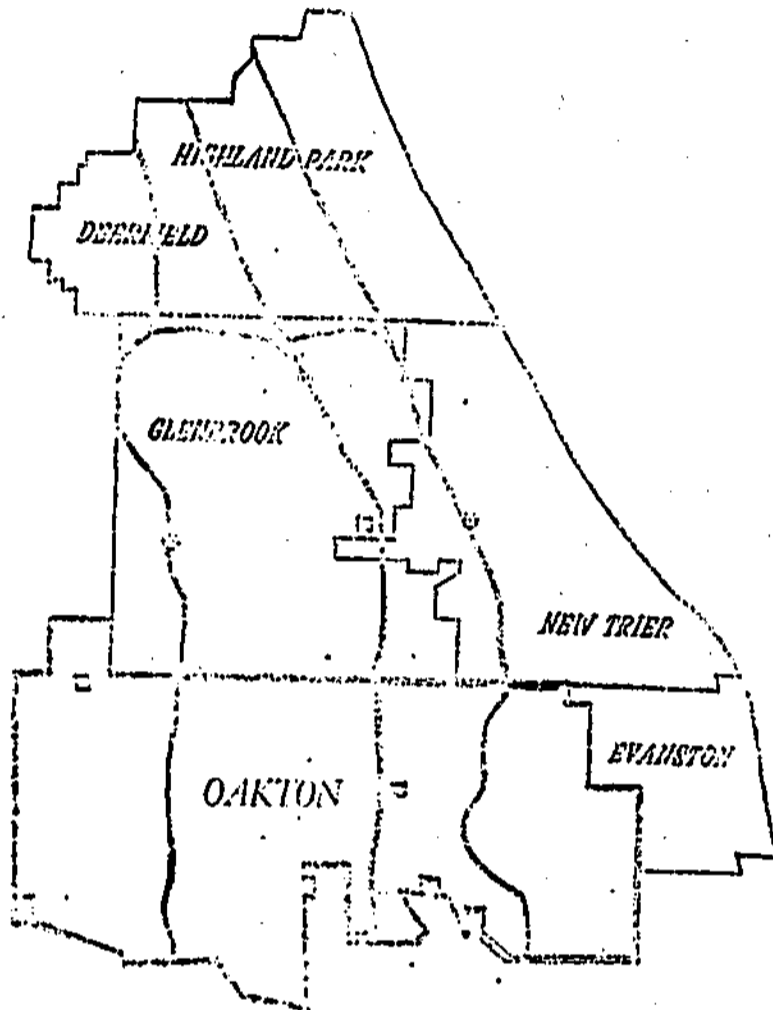 HIGHLAND PARK
DEERFIELD
GLENBROOK
NEW TRIER
EVANSTON
OAKTON